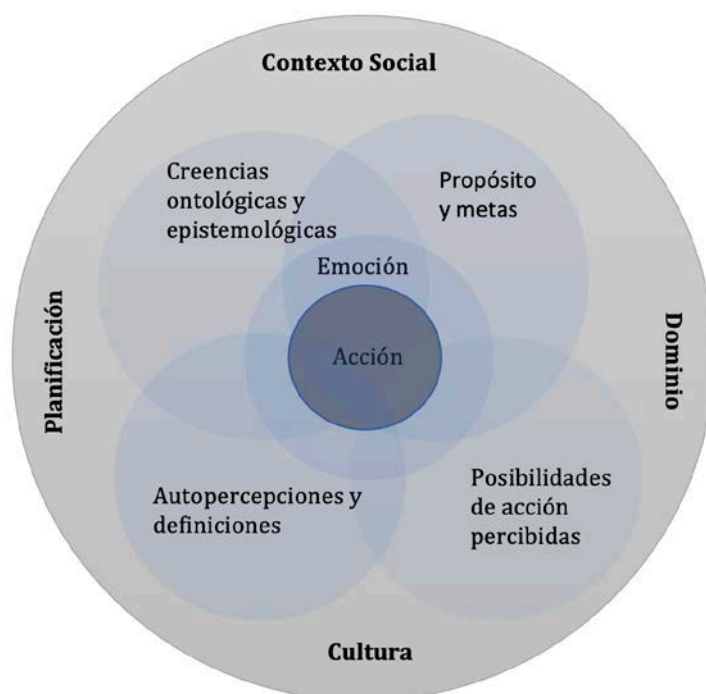 Contexto Social
Creencias
ontológicas y
epistemológicas
Propósito
y metas
Emoción
Planificación
Acción
Dominio
Autopercepciones y
definiciones
Posibilidades
de acción
percibidas
Cultura